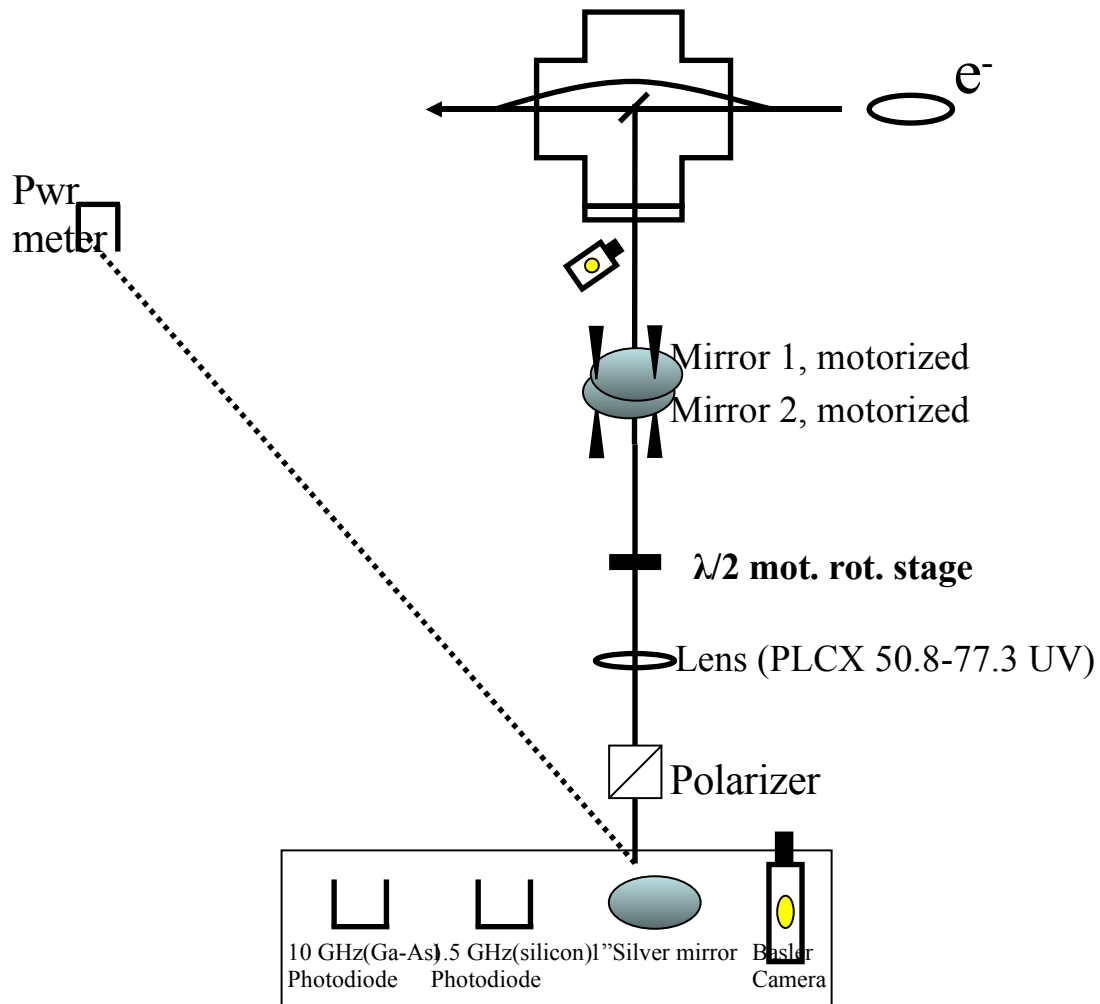 e-
Pwr
meter
Mirror 1, motorized
Mirror 2, motorized
λ/2 mot. rot. stage
Lens (PLCX 50.8-77.3 UV)
Polarizer
10 GHz(Ga-As)
Photodiode
1.5 GHz(silicon)
Photodiode
1”Silver mirror
Basler
Camera